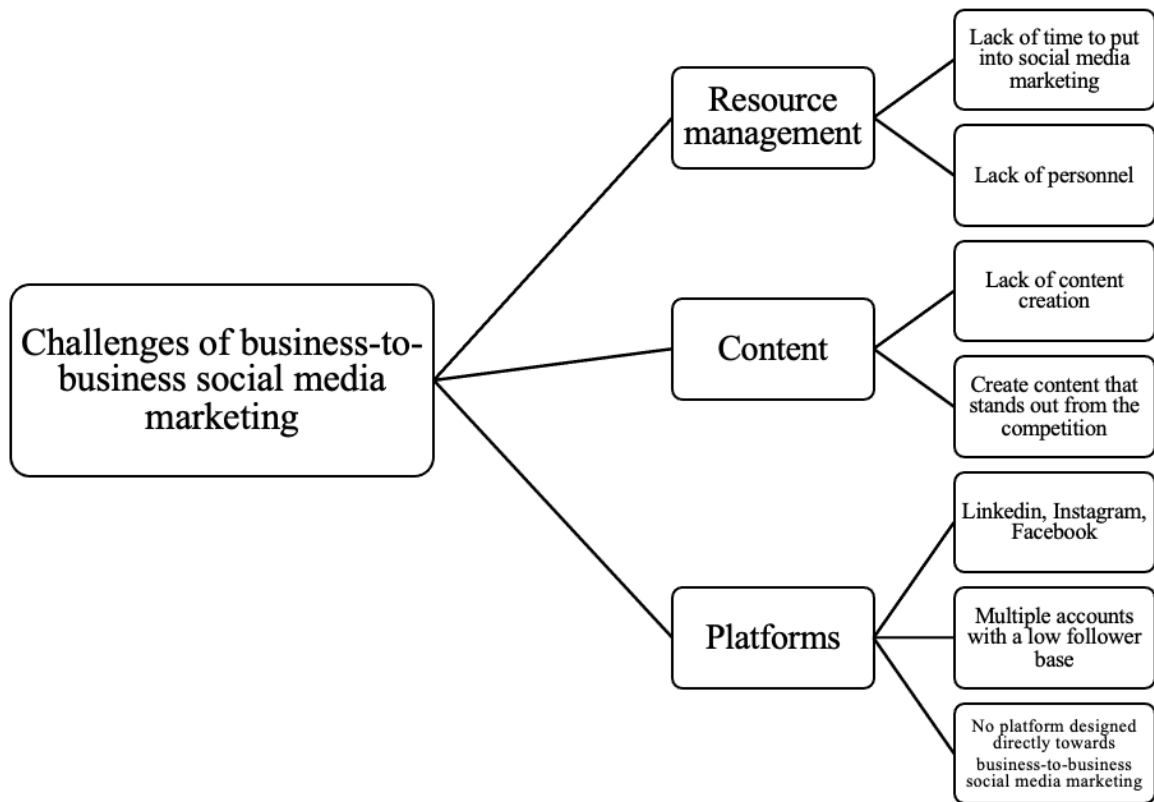 Challenges of business-to-
business social media
marketing
Resource
management
Lack of time to put
into social media
marketing
Lack of personnel
Content
Lack of content
creation
Create content that
stands out from the
competition
Platforms
Linkedin, Instagram,
Facebook
Multiple accounts
with a low follower
base
No platform designed
directly towards
business-to-business
social media marketing